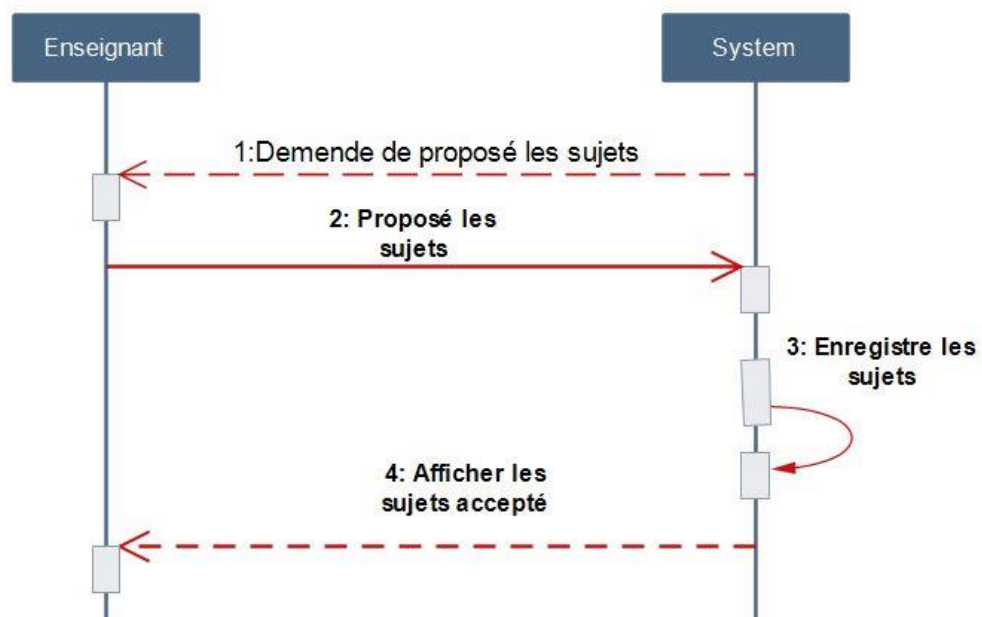 Enseignant
System
1:Demende de proposé les sujets
2: Proposé les
sujets
3: Enregistre les
sujets
4: Afficher les
sujets accepté